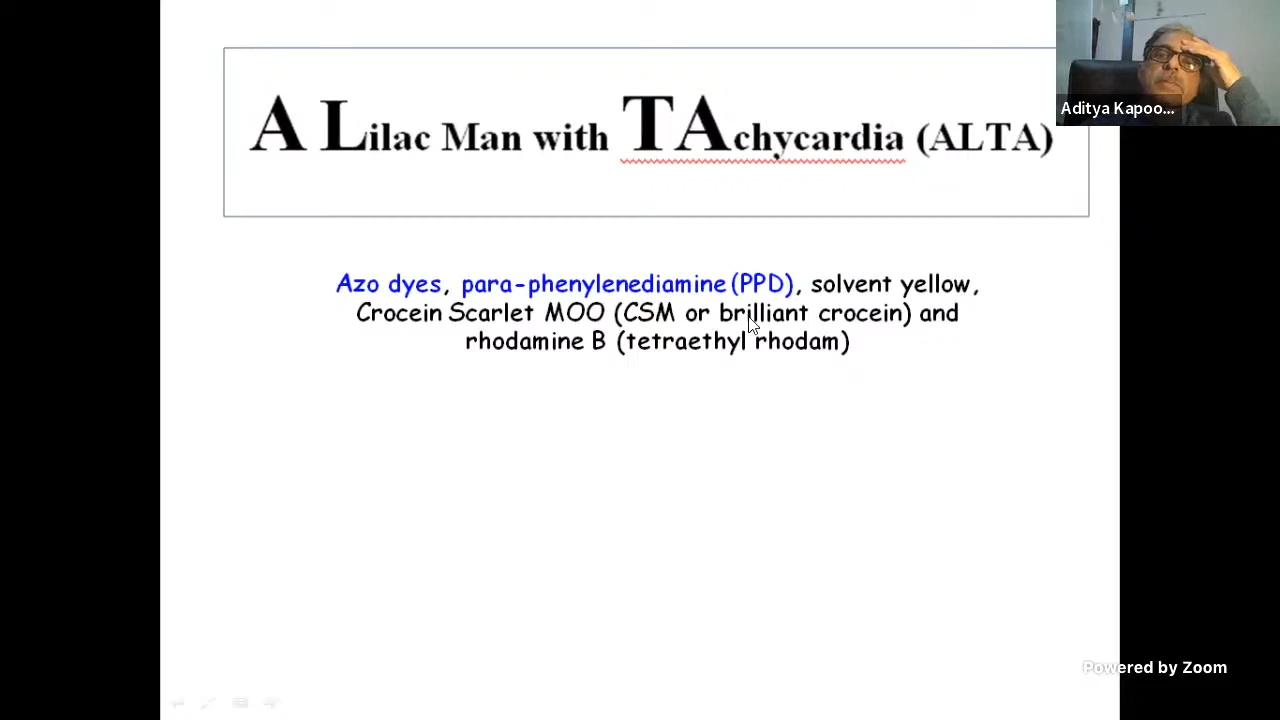 A Lilac Man with TAchycardia (ALTA)
Aditya Kapoo...
Azo dyes, para-phenylenediamine (PPD), solvent yellow,
Crocein Scarlet MOO (CSM or brilliant crocein) and
rhodamine B (tetraethyl rhodam)
Powered by Zoom